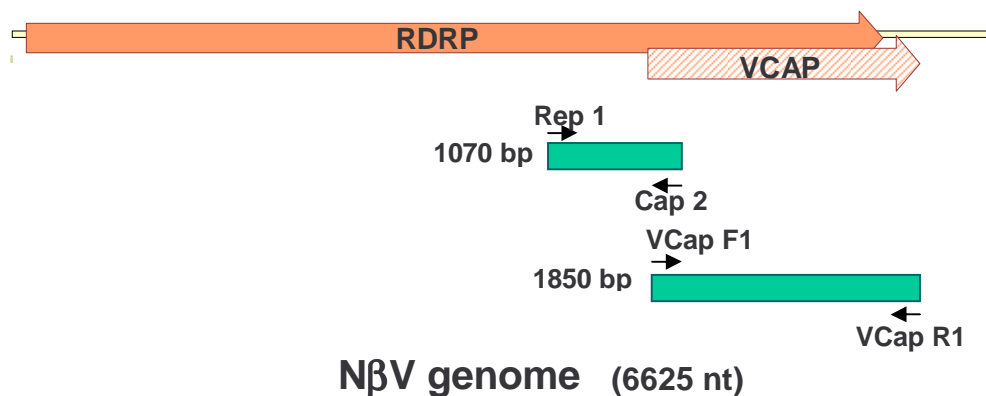 RDRP
VCAP
Rep 1
1070 bp
Cap 2
VCap F1
1850 bp
VCap R1
NβV genome (6625 nt)